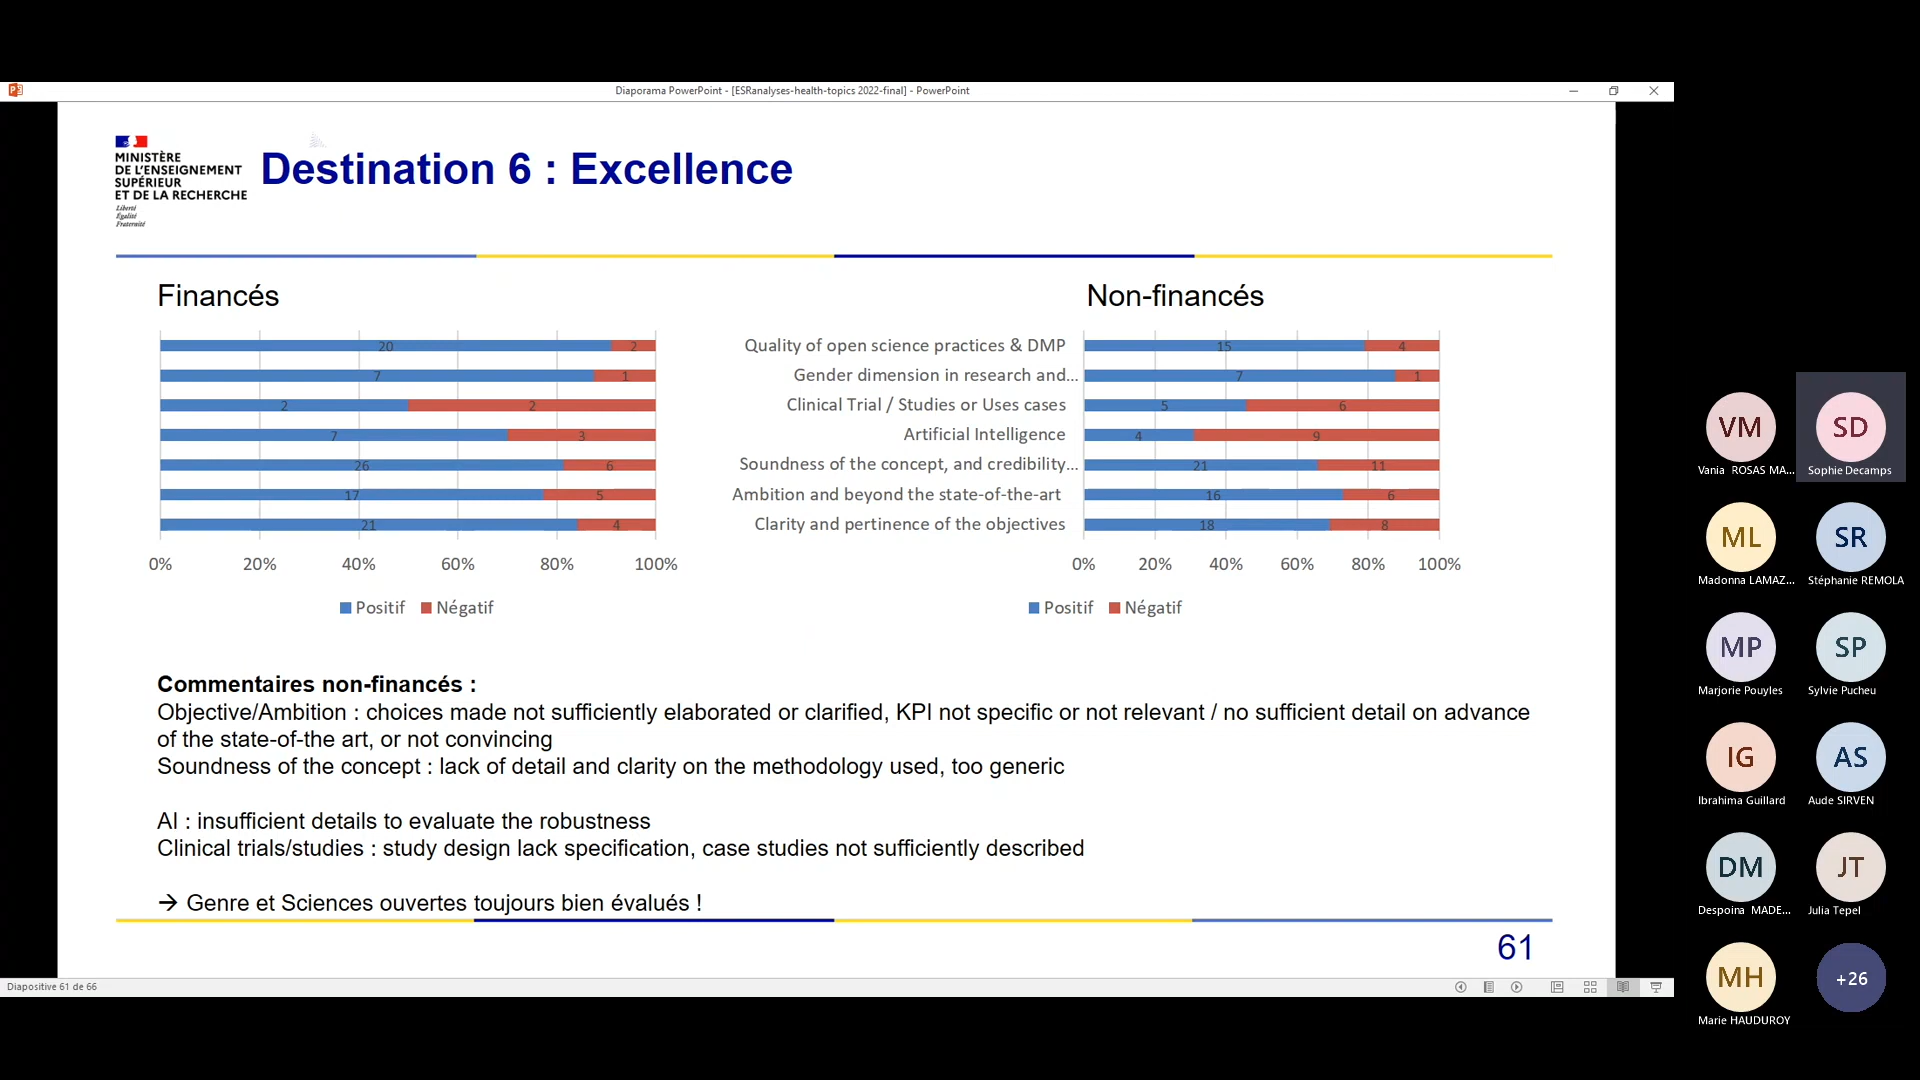 Diaporama PowerPoint - [ESRanalyses-health-topics 2022-final] - PowerPoint
MINISTÈRE
DE L'ENSEIGNEMENT
SUPÉRIEUR
ET DE LA RECHERCHE
Liberté
Égalité
Fraternité
Destination 6 : Excellence
Financés
Non-financés
20 2 Quality of open science practices & DMP 15 4
7 1 Gender dimension in research and... 7 1
2 2 Clinical Trial / Studies or Uses cases 5 6
7 3 Artificial Intelligence 4 9
26 6 Soundness of the concept, and credibility... 21 11
17 5 Ambition and beyond the state-of-the-art 16 6
21 4 Clarity and pertinence of the objectives 18 8
0% 20% 40% 60% 80% 100% 0% 20% 40% 60% 80% 100%
Positif Négatif Positif Négatif
Commentaires non-financés :
Objective/Ambition : choices made not sufficiently elaborated or clarified, KPI not specific or not relevant / no sufficient detail on advance
of the state-of-the art, or not convincing
Soundness of the concept : lack of detail and clarity on the methodology used, too generic
AI : insufficient details to evaluate the robustness
Clinical trials/studies : study design lack specification, case studies not sufficiently described
→ Genre et Sciences ouvertes toujours bien évalués !
61
Diapositive 61 de 66
VM SD
Vania ROSAS MA... Sophie Decamps
ML SR
Madonna LAMAZ... Stéphanie REMOLA
MP SP
Marjorie Pouyles Sylvie Pucheu
IG AS
Ibrahima Guillard Aude SIRVEN
DM JT
Despoina MADE... Julia Tepel
MH +26
Marie HAUDUROY